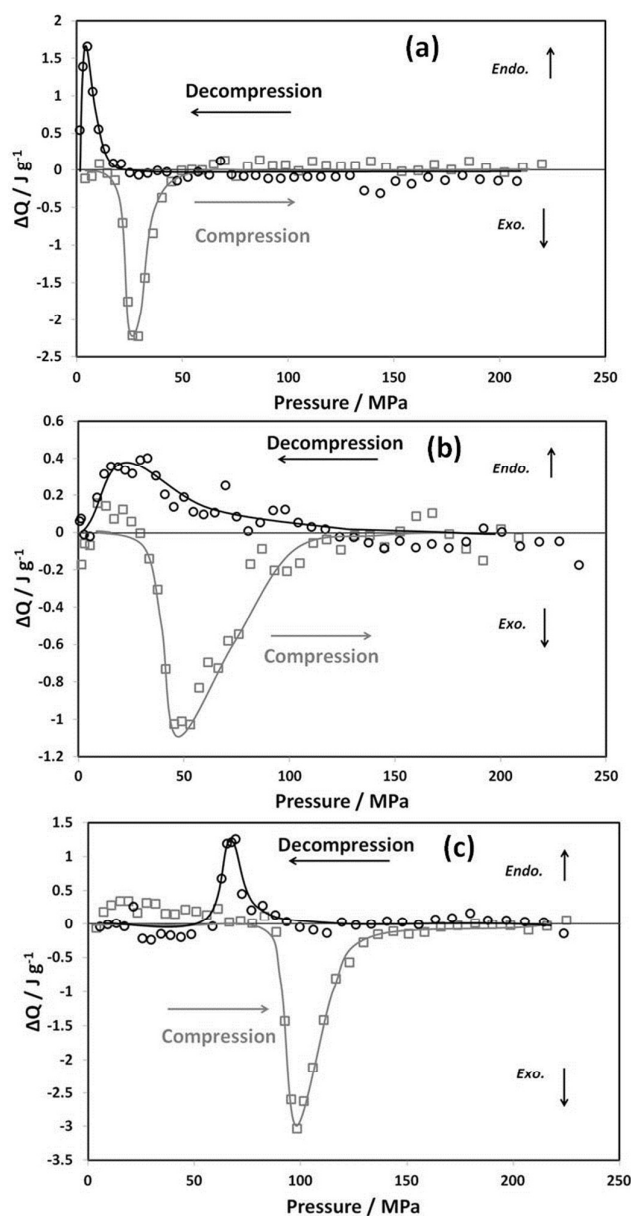 (a)
2
1.5
1
0.5
0
-0.5
-1
-1.5
-2
-2.5
ΔQ / J g⁻¹
Endo.
Decompression
Compression
Exo.
0 50 100 150 200 250
Pressure / MPa
(b)
0.6
0.4
0.2
0
-0.2
-0.4
-0.6
-0.8
-1
-1.2
ΔQ / J g⁻¹
Decompression
Endo.
Exo.
Compression
0 50 100 150 200 250
Pressure / MPa
(c)
1.5
1
0.5
0
-0.5
-1
-1.5
-2
-2.5
-3
-3.5
ΔQ / J g⁻¹
Decompression
Endo.
Compression
Exo.
0 50 100 150 200 250
Pressure / MPa